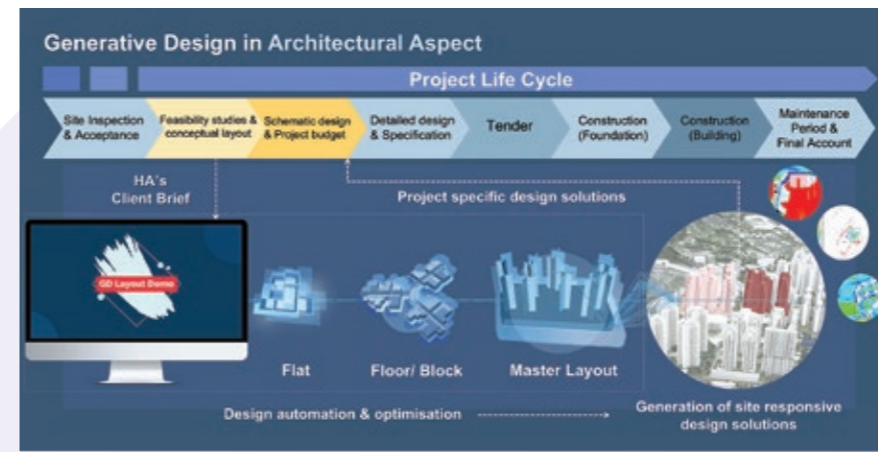 Generative Design in Architectural Aspect
Project Life Cycle
Site Inspection
& Acceptance
Feasibility studies &
conceptual layout
Schematic design
& Project budget
Detailed design
& Specification
Tender
Construction
(Foundation)
Construction
(Building)
Maintenance
Period &
Final Account
HA's
Client Brief
Project specific design solutions
GD Layout Demo
Flat
Floor/ Block
Master Layout
Design automation & optimisation
Generation of site responsive
design solutions